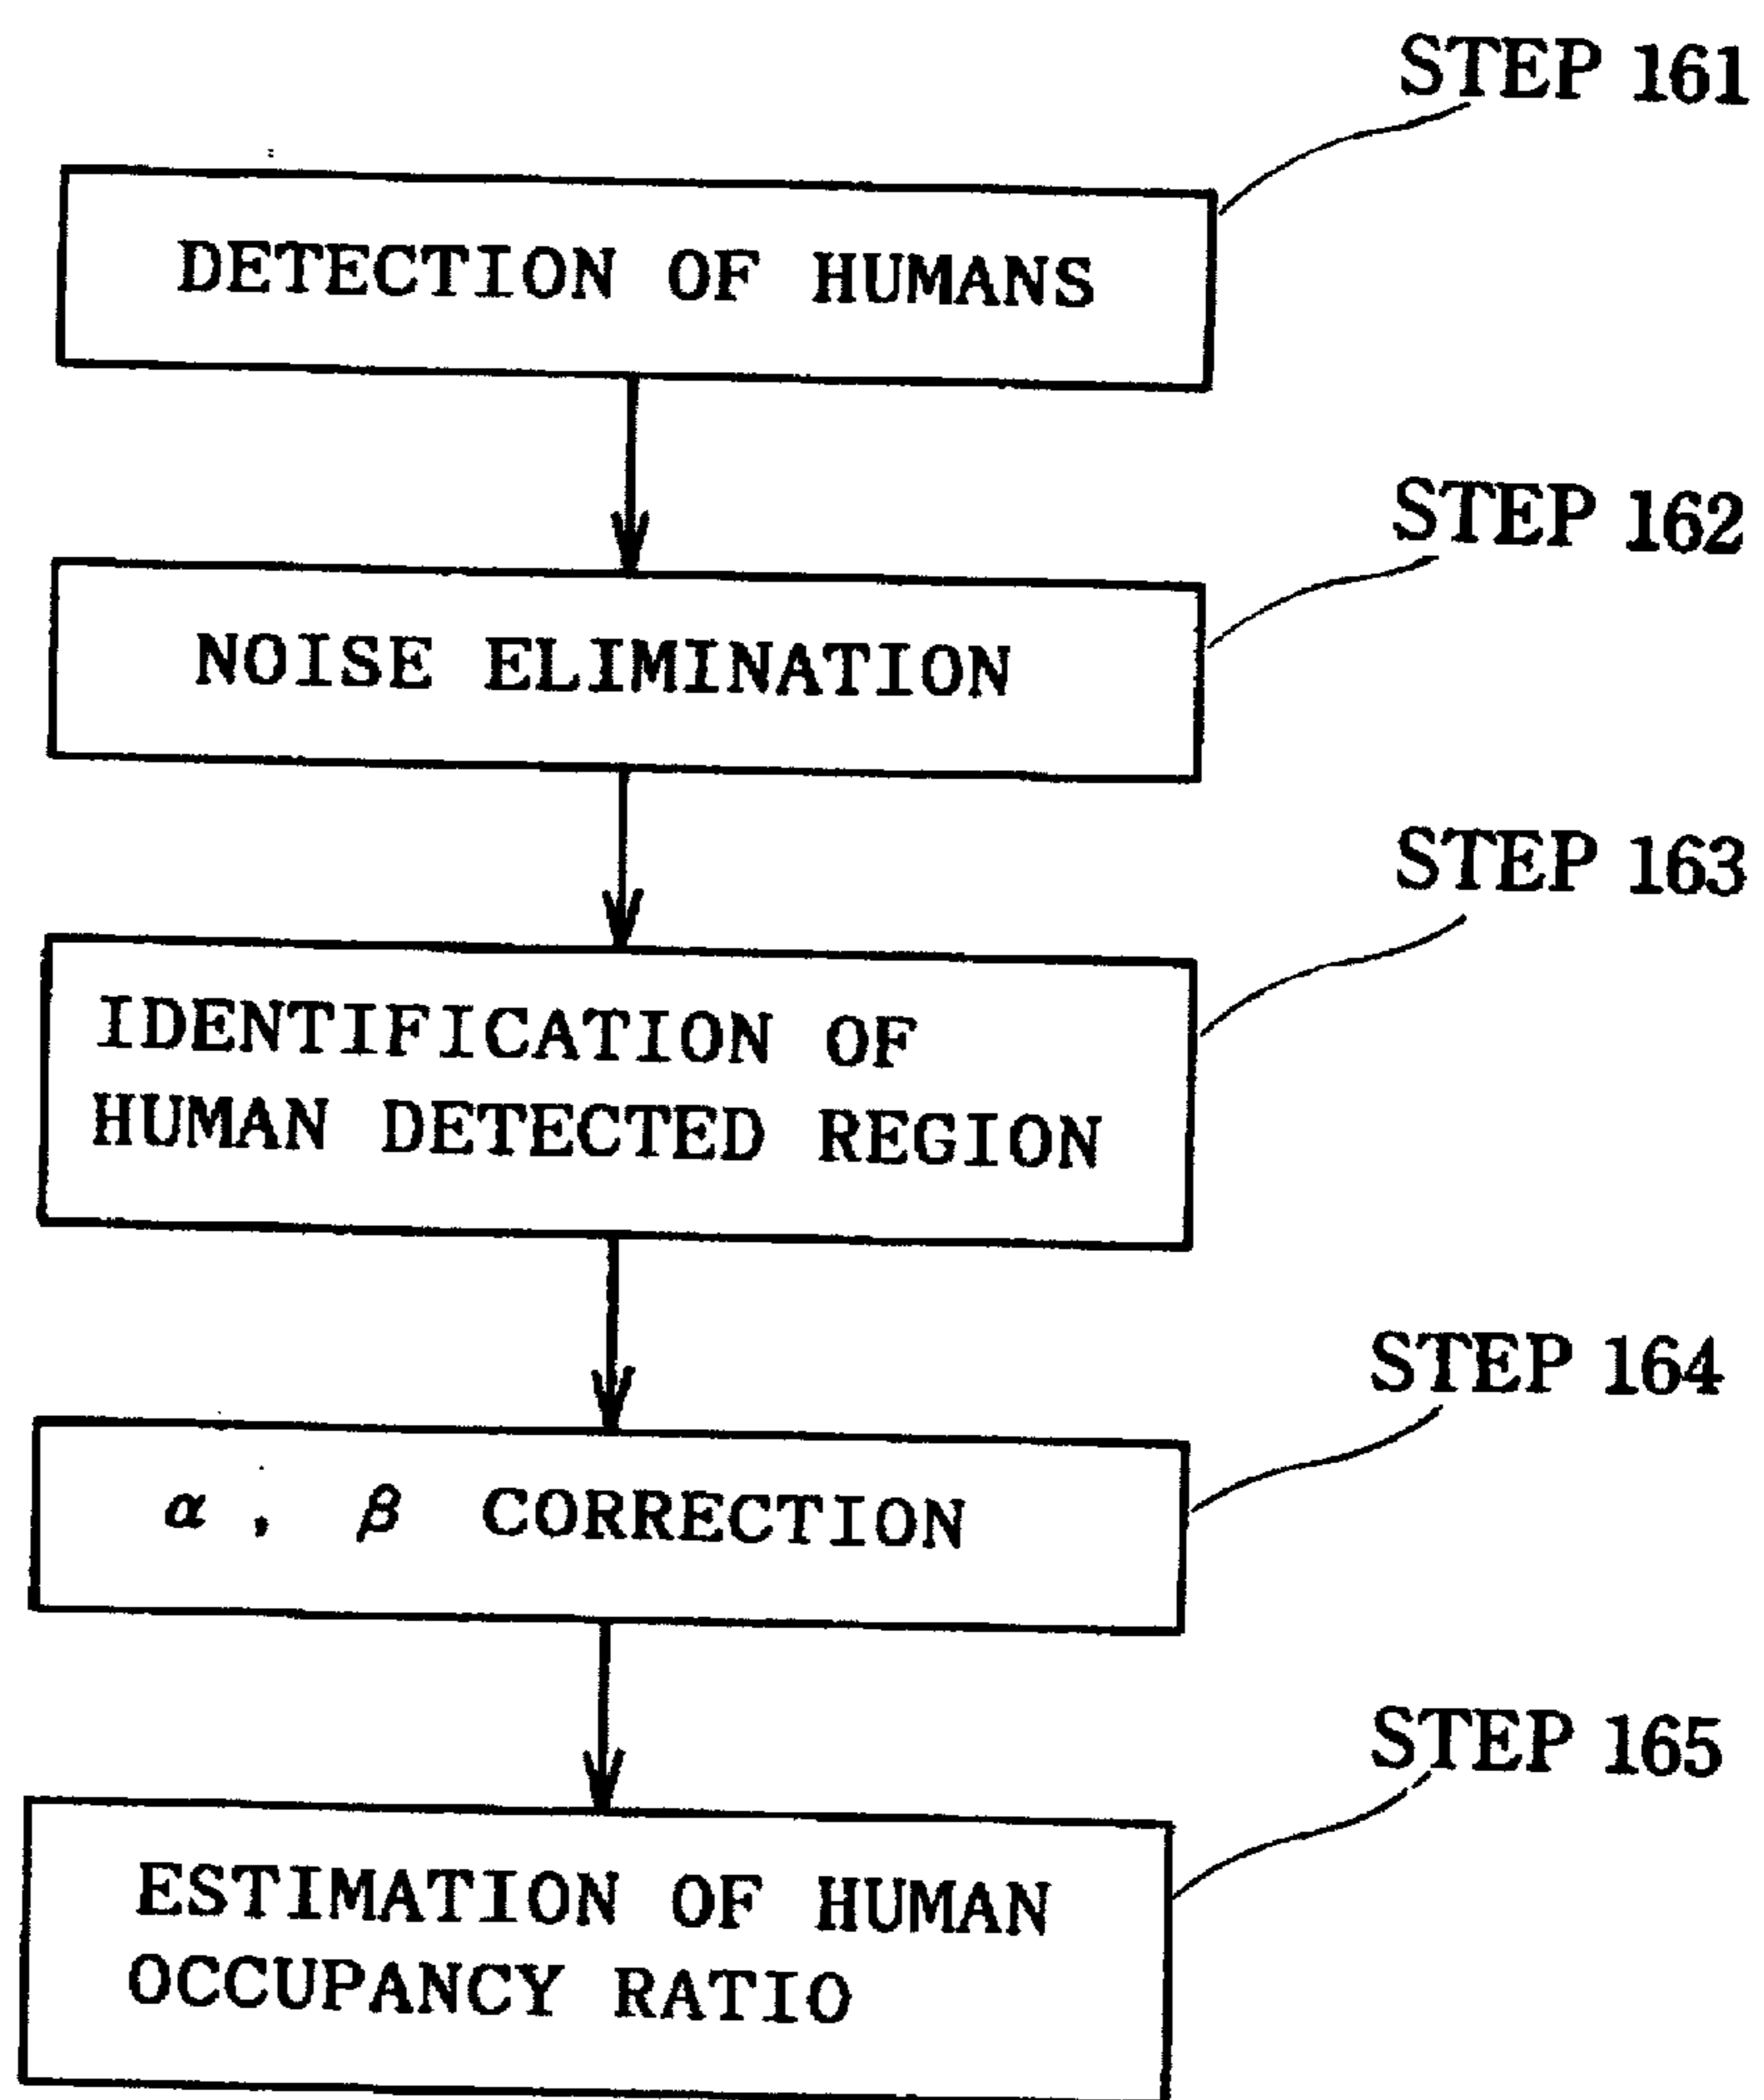 STEP 161
DETECTION OF HUMANS
STEP 162
NOISE ELIMINATION
STEP 163
IDENTIFICATION OF
HUMAN DETECTED REGION
STEP 164
α , β CORRECTION
STEP 165
ESTIMATION OF HUMAN
OCCUPANCY RATIO